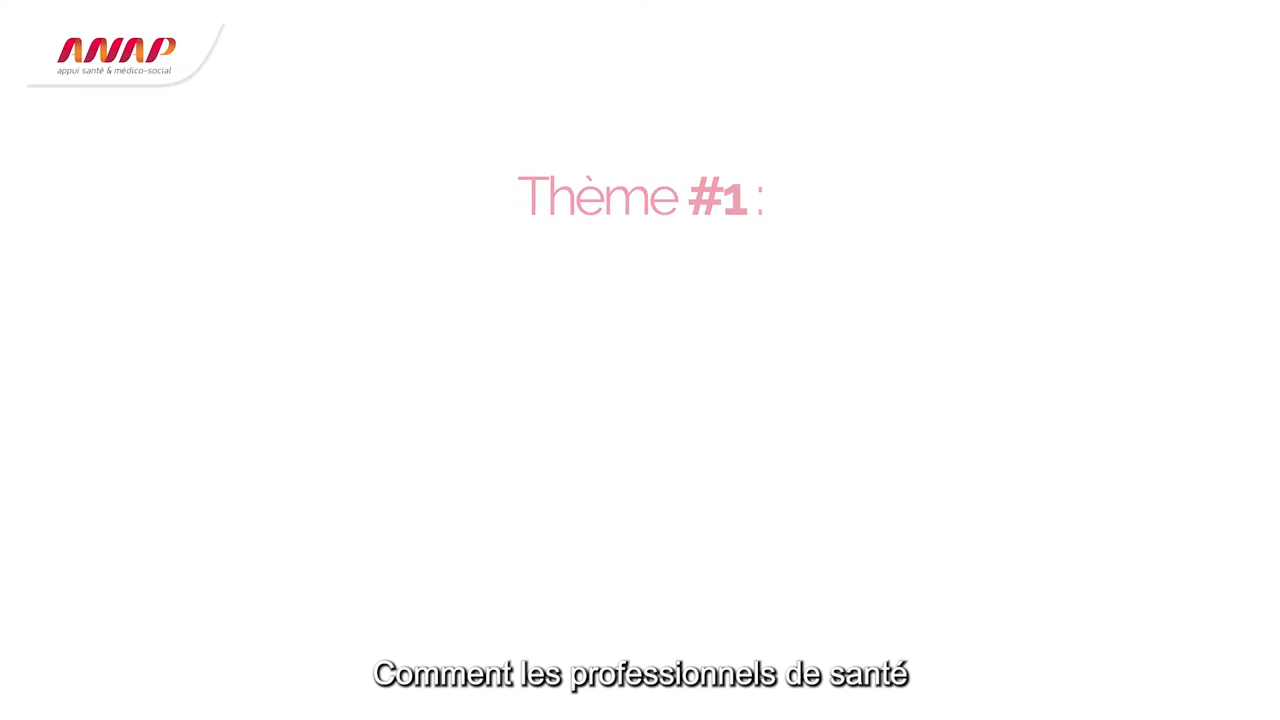 ANAP
appui santé & médico-social
Thème #1 :
Comment les professionnels de santé